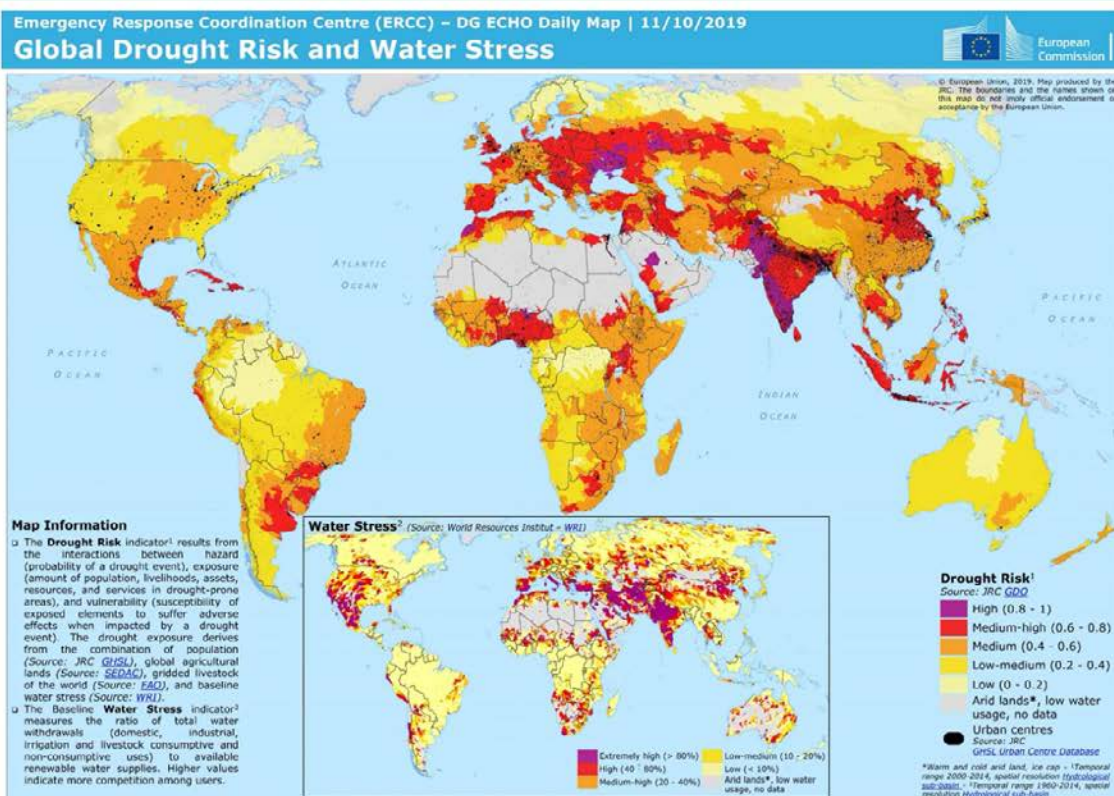 Emergency Response Coordination Centre (ERCC) – DG ECHO Daily Map | 11/10/2019
Global Drought Risk and Water Stress
European
Commission
© European Union, 2019. Map produced by the
JRC. The boundaries and the names shown on
this map do not imply official endorsement or
acceptance by the European Union.
ATLANTIC
OCEAN
PACIFIC
OCEAN
PACIFIC
OCEAN
INDIAN
OCEAN
Map Information
The Drought Risk indicator¹ results from
the interactions between hazard
(probability of a drought event), exposure
(amount of population, livelihoods, assets,
resources, and services in drought-prone
areas), and vulnerability (susceptibility of
exposed elements to suffer adverse
effects when impacted by a drought
event). The drought exposure derives
from the combination of population
(Source: JRC GHSL), global agricultural
lands (Source: SEDAC), gridded livestock
of the world (Source: FAO), and baseline
water stress (Source: WRI).
The Baseline Water Stress indicator²
measures the ratio of total water
withdrawals (domestic, industrial,
irrigation and livestock consumptive and
non-consumptive uses) to available
renewable water supplies. Higher values
indicate more competition among users.
Water Stress² (Source: World Resources Institut – WRI)
Extremely high (> 80%)
High (40 - 80%)
Medium-high (20 - 40%)
Low-medium (10 - 20%)
Low (< 10%)
Arid lands*, low water
usage, no data
Drought Risk¹
Source: JRC GDO
High (0.8 - 1)
Medium-high (0.6 - 0.8)
Medium (0.4 - 0.6)
Low-medium (0.2 - 0.4)
Low (0 - 0.2)
Arid lands*, low water
usage, no data
Urban centres
Source: JRC
GHSL Urban Centre Database
*Warm and cold arid land, ice cap - ¹Temporal
range 2000-2014, spatial resolution Hydrological
sub-basin - ²Temporal range 1960-2014, spatial
resolution Hydrological sub-basin